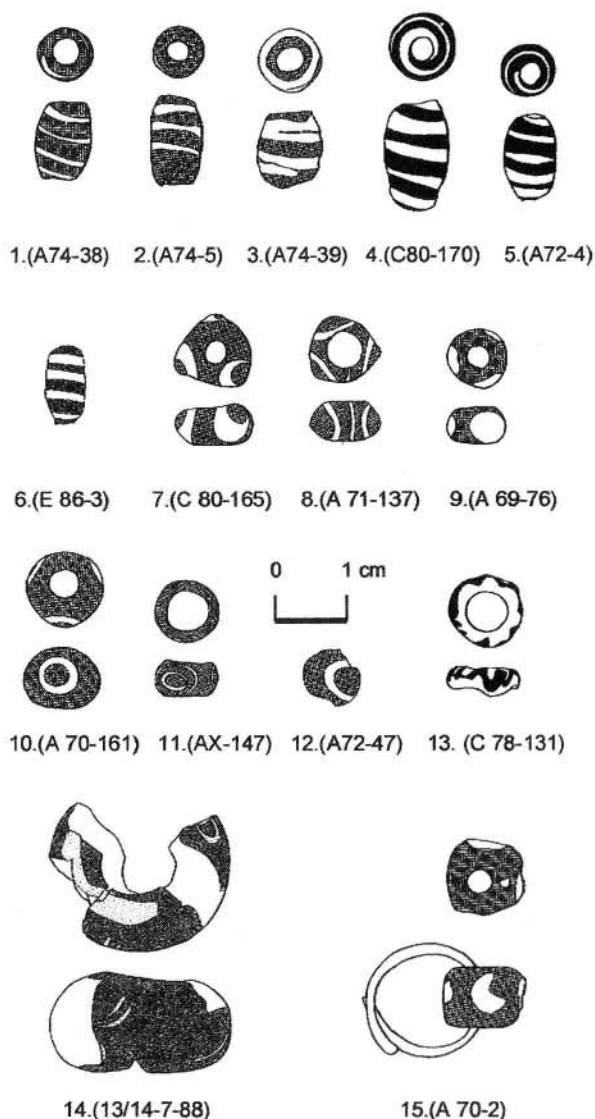 1.(A74-38) 2.(A74-5) 3.(A74-39) 4.(C80-170) 5.(A72-4)
6.(E 86-3) 7.(C 80-165) 8.(A 71-137) 9.(A 69-76)
0 1 cm
10.(A 70-161) 11.(AX-147) 12.(A72-47) 13. (C 78-131)
14.(13/14-7-88) 15.(A 70-2)